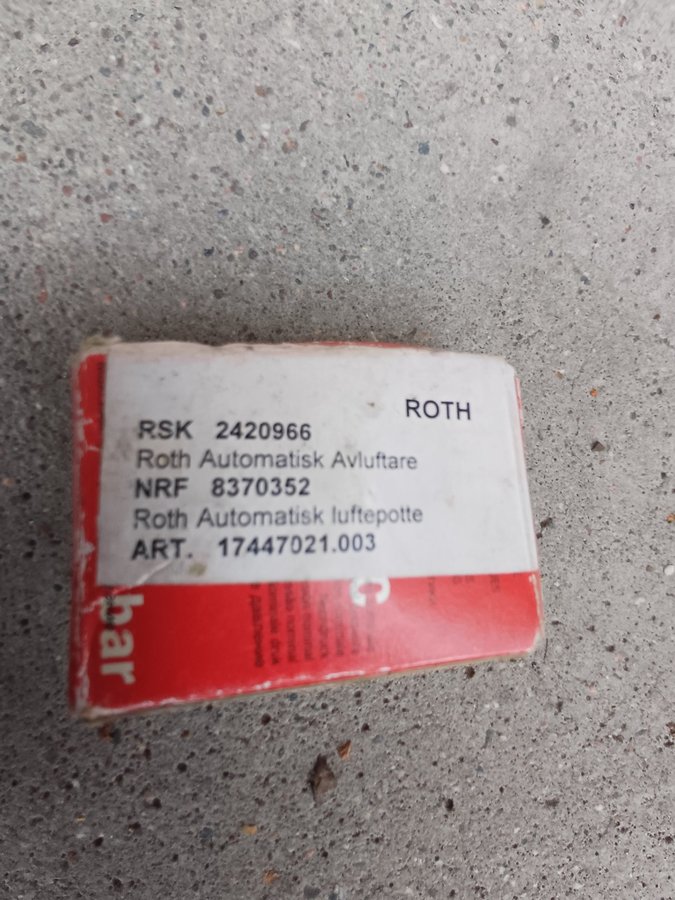 ROTH
RSK 2420966
Roth Automatisk Avluftare
NRF 8370352
Roth Automatisk luftepotte
ART. 17447021.003
bar
C